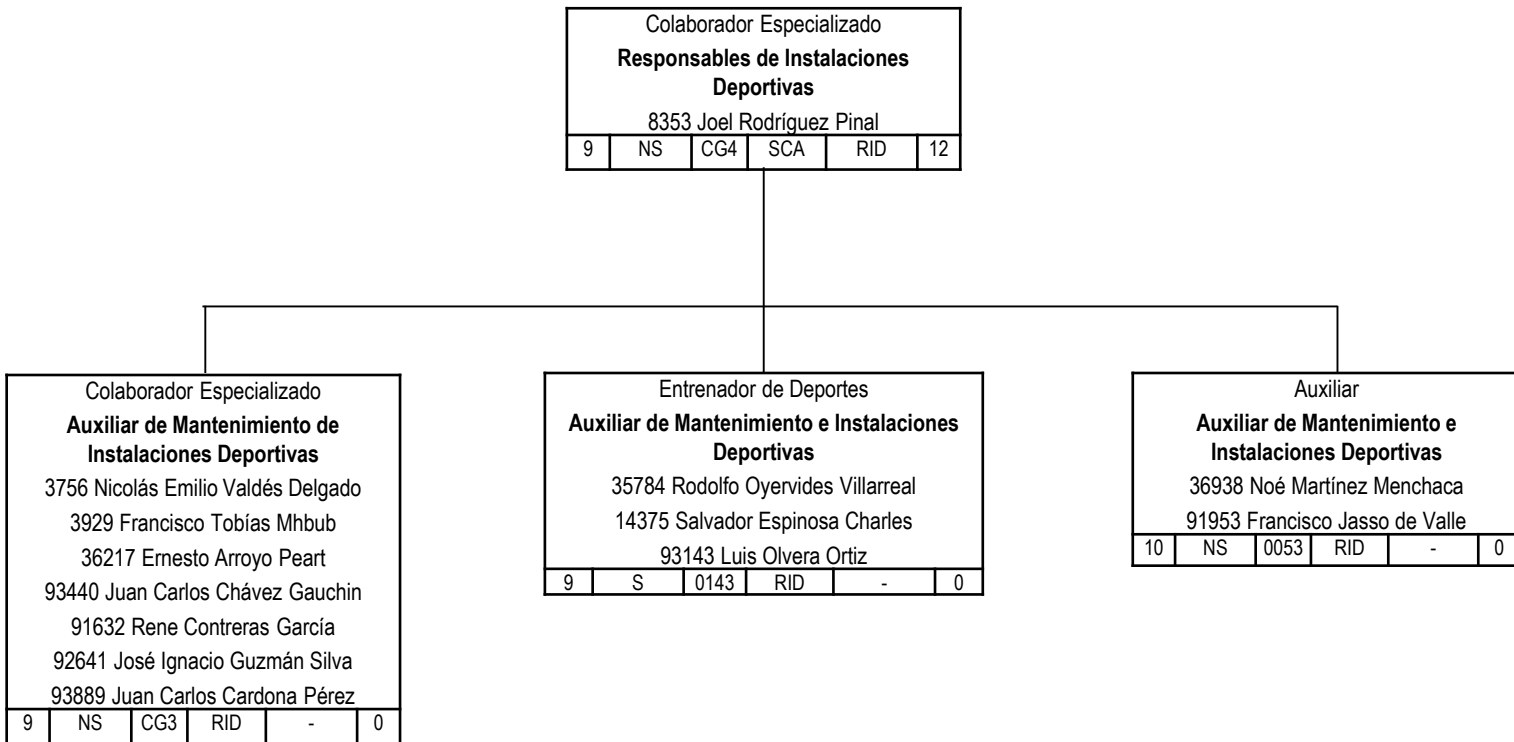 Colaborador Especializado
Responsables de Instalaciones
Deportivas
8353 Joel Rodríguez Pinal
9 NS CG4 SCA RID 12
Colaborador Especializado
Auxiliar de Mantenimiento de
Instalaciones Deportivas
3756 Nicolás Emilio Valdés Delgado
3929 Francisco Tobías Mhbub
36217 Ernesto Arroyo Peart
93440 Juan Carlos Chávez Gauchin
91632 Rene Contreras García
92641 José Ignacio Guzmán Silva
93889 Juan Carlos Cardona Pérez
9 NS CG3 RID - 0
Entrenador de Deportes
Auxiliar de Mantenimiento e Instalaciones
Deportivas
35784 Rodolfo Oyervides Villarreal
14375 Salvador Espinosa Charles
93143 Luis Olvera Ortiz
9 S 0143 RID - 0
Auxiliar
Auxiliar de Mantenimiento e
Instalaciones Deportivas
36938 Noé Martínez Menchaca
91953 Francisco Jasso de Valle
10 NS 0053 RID - 0